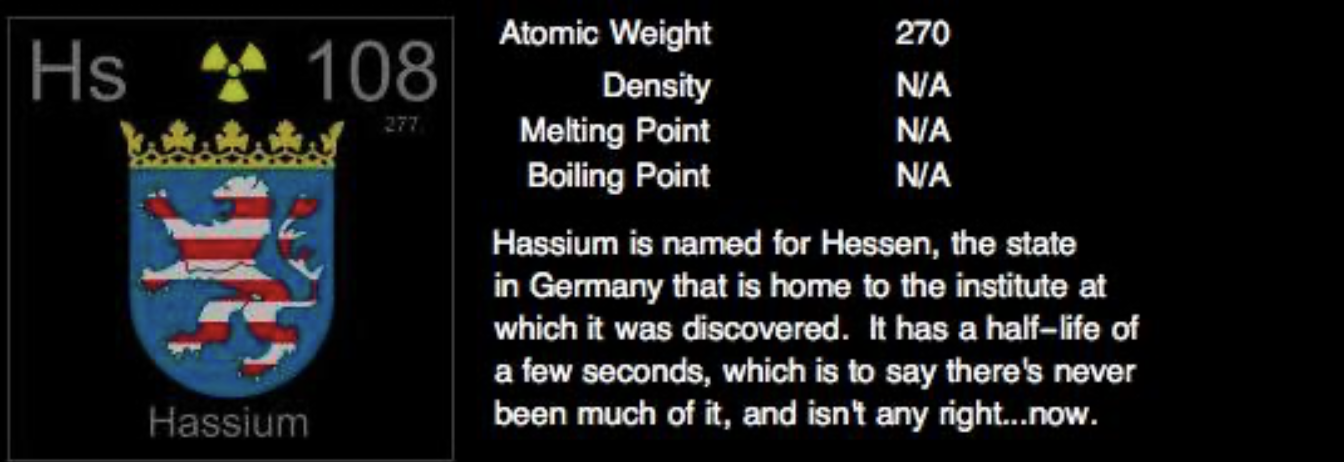 Hs 108
277.
Hassium
Atomic Weight 270
Density N/A
Melting Point N/A
Boiling Point N/A
Hassium is named for Hessen, the state
in Germany that is home to the institute at
which it was discovered. It has a half-life of
a few seconds, which is to say there's never
been much of it, and isn't any right...now.